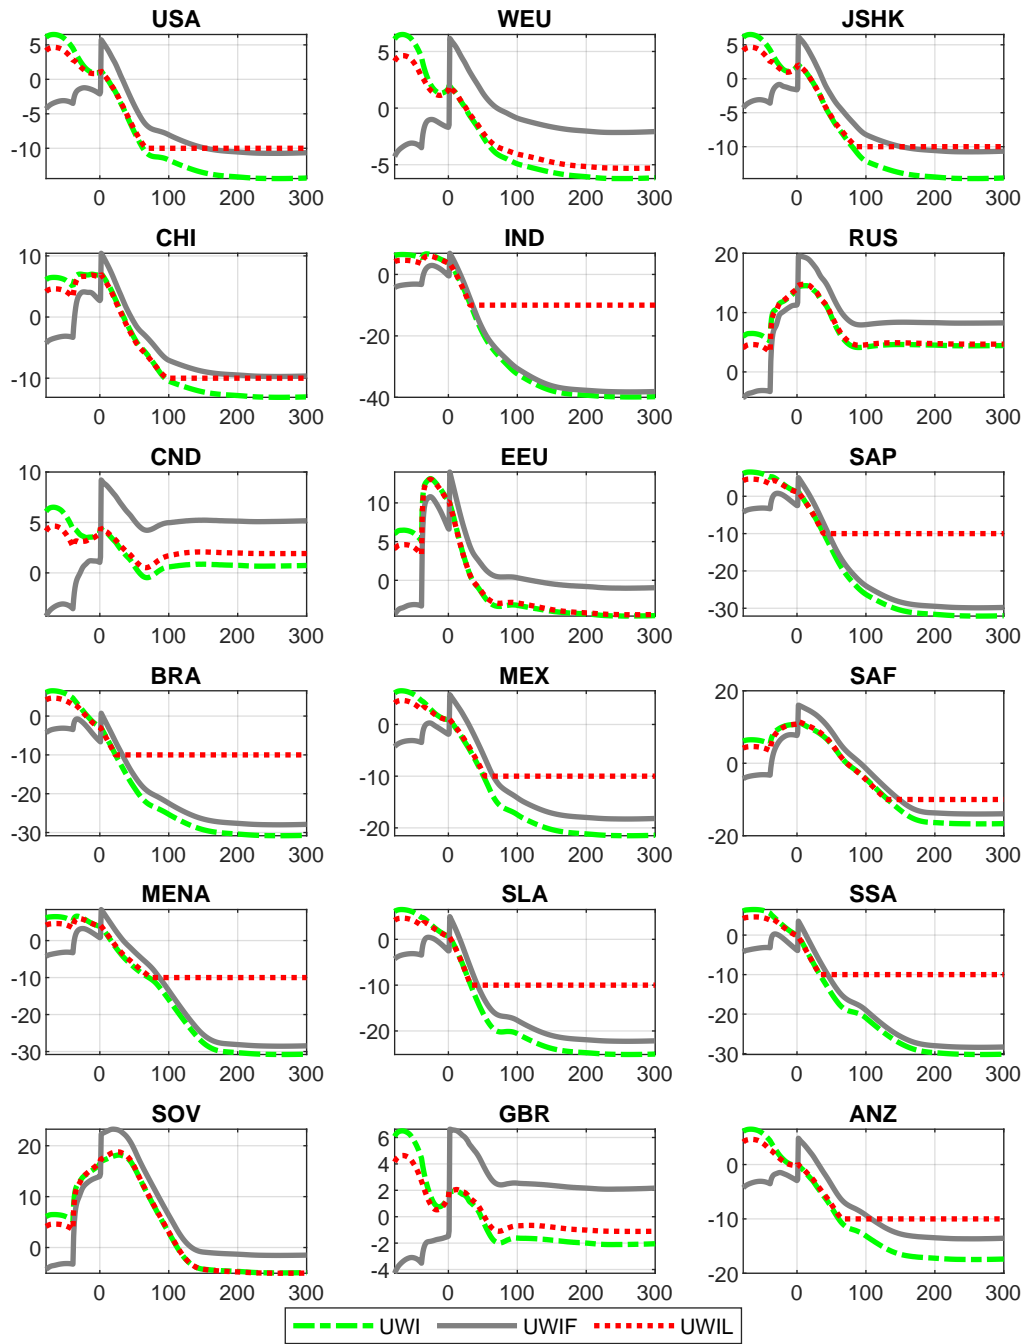 USA WEU JSHK
5 5 5
0 0 0
-5 -5 -5
-10 -10
0 100 200 300 0 100 200 300 0 100 200 300
CHI IND RUS
10 0 20
0 -20 10
-10 -40 0
0 100 200 300 0 100 200 300 0 100 200 300
CND EEU SAP
10 10 0
5 5 -10
0 0 -20
-30
0 100 200 300 0 100 200 300 0 100 200 300
BRA MEX SAF
0 0 20
-10 -10 0
-20 -20 -20
-30
0 100 200 300 0 100 200 300 0 100 200 300
MENA SLA SSA
0 0 0
-10 -10 -10
-20 -20 -20
-30 -30
0 100 200 300 0 100 200 300 0 100 200 300
SOV GBR ANZ
20 6 0
10 4 -10
0 2 -20
0
-2
-4
0 100 200 300 0 100 200 300 0 100 200 300
UWI UWIF UWIL